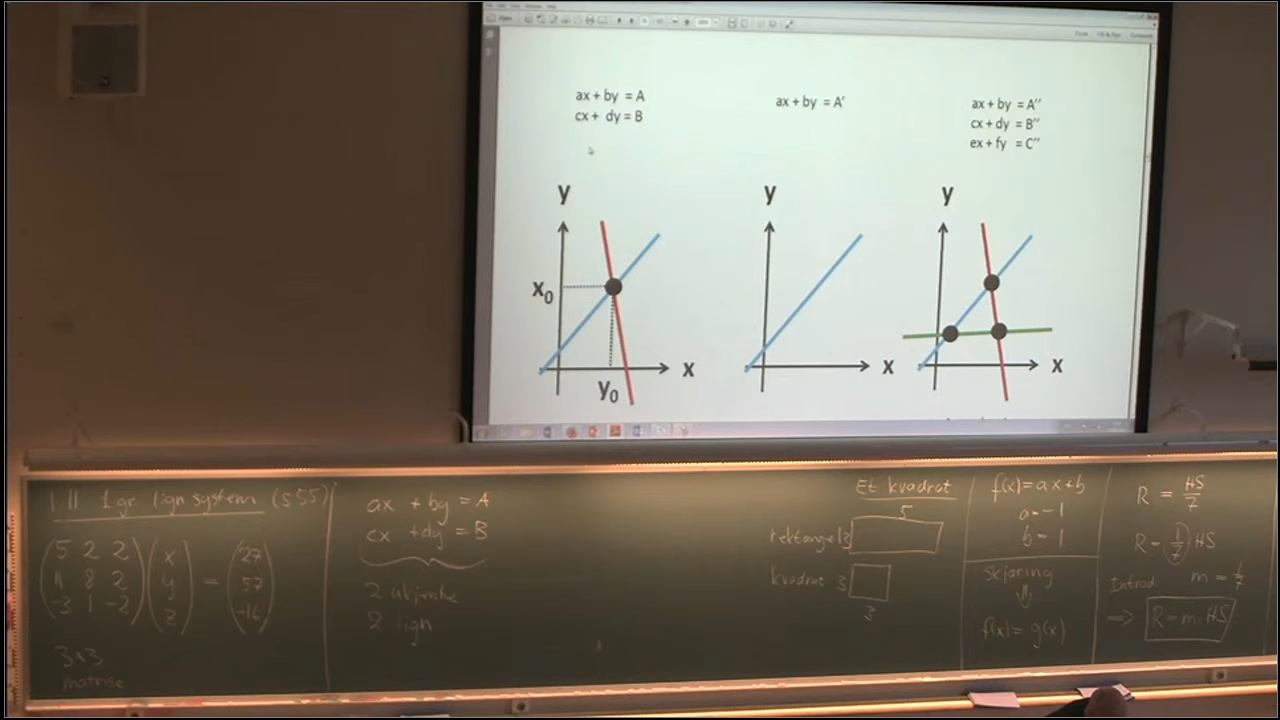 ax + by = A
cx + dy = B
ax + by = A'
ax + by = A''
cx + dy = B''
ex + fy = C''
y
x₀
x
y₀
y
x
y
x
1 gr. lign system (s 55)
5 2 2
8 2
-3 1 -2
x
y
z
=
27
57
-16
3x3
matrise
ax + by = A
cx + dy = B
2 ukjente
2 lign
Et kvadrat
5
rektangel 3
kvadrat 3
3
f(x) = ax + b
a = -1
b = 1
skjæring
f(x) = g(x)
R = HS/7
R = (1/7) HS
Introd. m = 1/7
=> R = m · HS